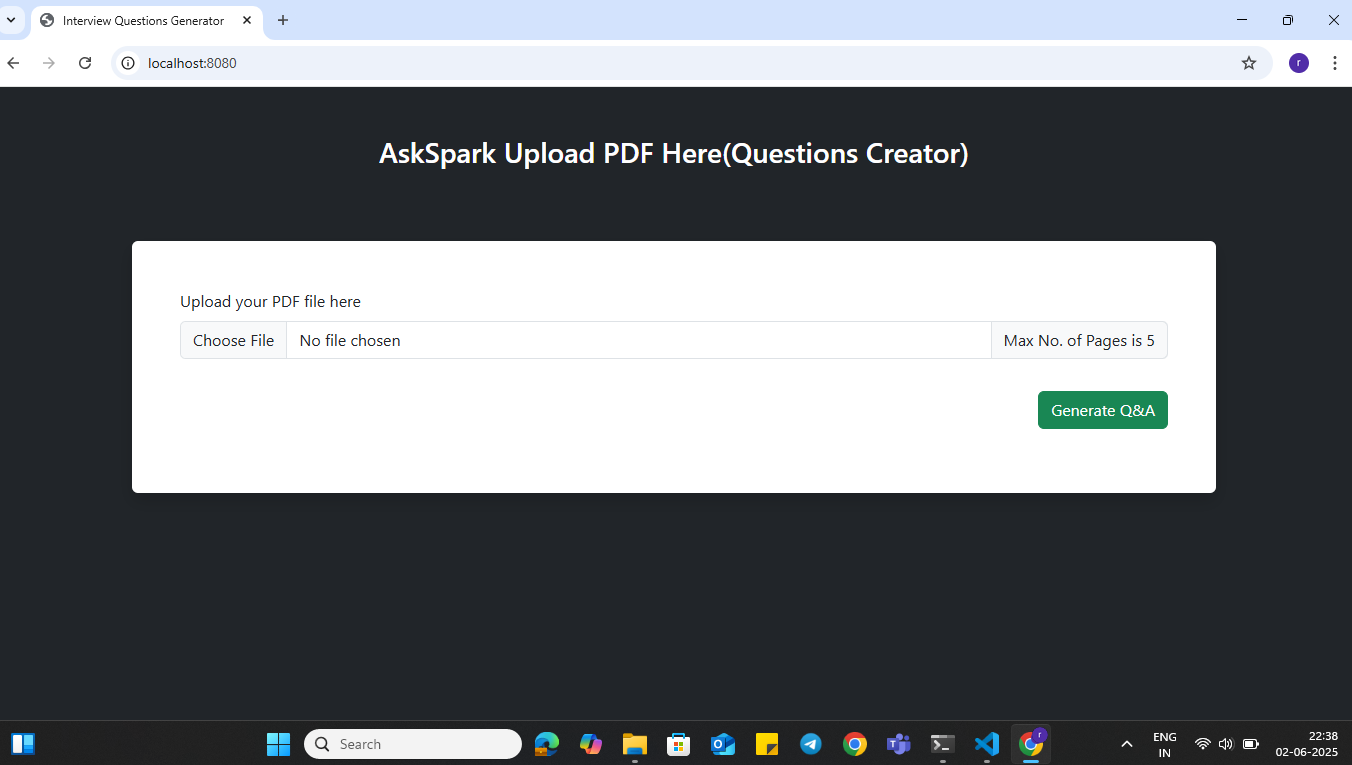 Interview Questions Generator
localhost:8080
r
AskSpark Upload PDF Here(Questions Creator)
Upload your PDF file here
Choose File
No file chosen
Max No. of Pages is 5
Generate Q&A
Search
ENG
IN
22:38
02-06-2025